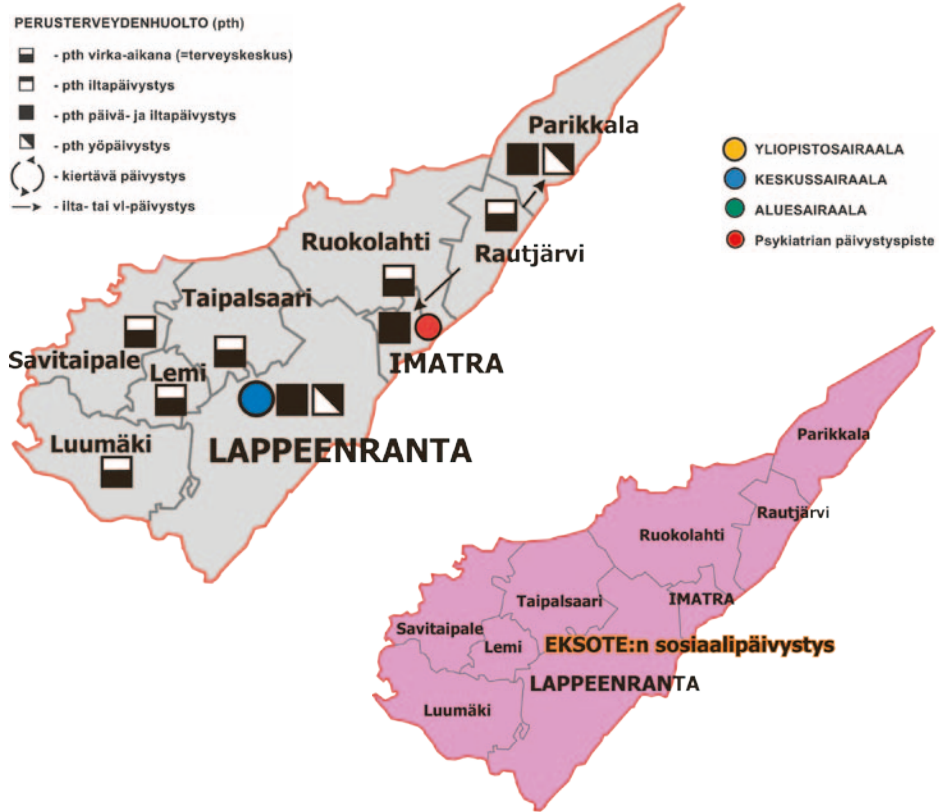 PERUSTERVEYDENHUOLTO (pth)
- pth virka-aikana (=terveyskeskus)
- pth iltapäivystys
- pth päivä- ja iltapäivystys
- pth yöpäivystys
- kiertävä päivystys
- ilta- tai vl-päivystys
YLIOPISTOSAIRAALA
KESKUSSAIRAALA
ALUESAIRAALA
Psykiatrian päivystyspiste
Parikkala
Ruokolahti
Rautjärvi
Taipalsaari
Savitaipale
Lemi
IMATRA
Luumäki
LAPPEENRANTA
Parikkala
Rautjärvi
Ruokolahti
Taipalsaari
IMATRA
Savitaipale
Lemi
EKSOTE:n sosiaalipäivystys
LAPPEENRANTA
Luumäki